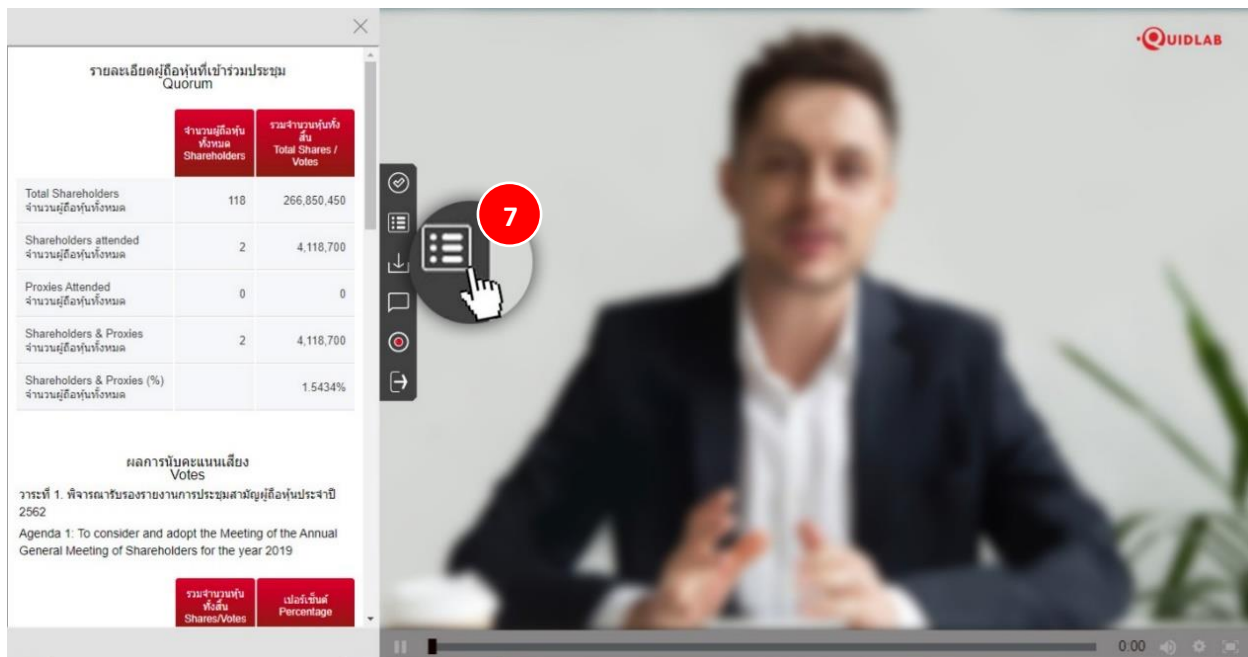 รายละเอียดผู้ถือหุ้นที่เข้าร่วมประชุม
Quorum
จำนวนผู้ถือหุ้น
ทั้งหมด
Shareholders
รวมจำนวนหุ้นทั้ง
สิ้น
Total Shares /
Votes
Total Shareholders
จำนวนผู้ถือหุ้นทั้งหมด
118
266,850,450
Shareholders attended
จำนวนผู้ถือหุ้นทั้งหมด
2
4,118,700
Proxies Attended
จำนวนผู้ถือหุ้นทั้งหมด
0
0
Shareholders & Proxies
จำนวนผู้ถือหุ้นทั้งหมด
2
4,118,700
Shareholders & Proxies (%)
จำนวนผู้ถือหุ้นทั้งหมด
1.5434%
ผลการนับคะแนนเสียง
Votes
วาระที่ 1. พิจารณารับรองรายงานการประชุมสามัญผู้ถือหุ้นประจำปี
2562
Agenda 1: To consider and adopt the Meeting of the Annual
General Meeting of Shareholders for the year 2019
รวมจำนวนหุ้น
ทั้งสิ้น
Shares/Votes
เปอร์เซ็นต์
Percentage
7
QUIDLAB
0:00